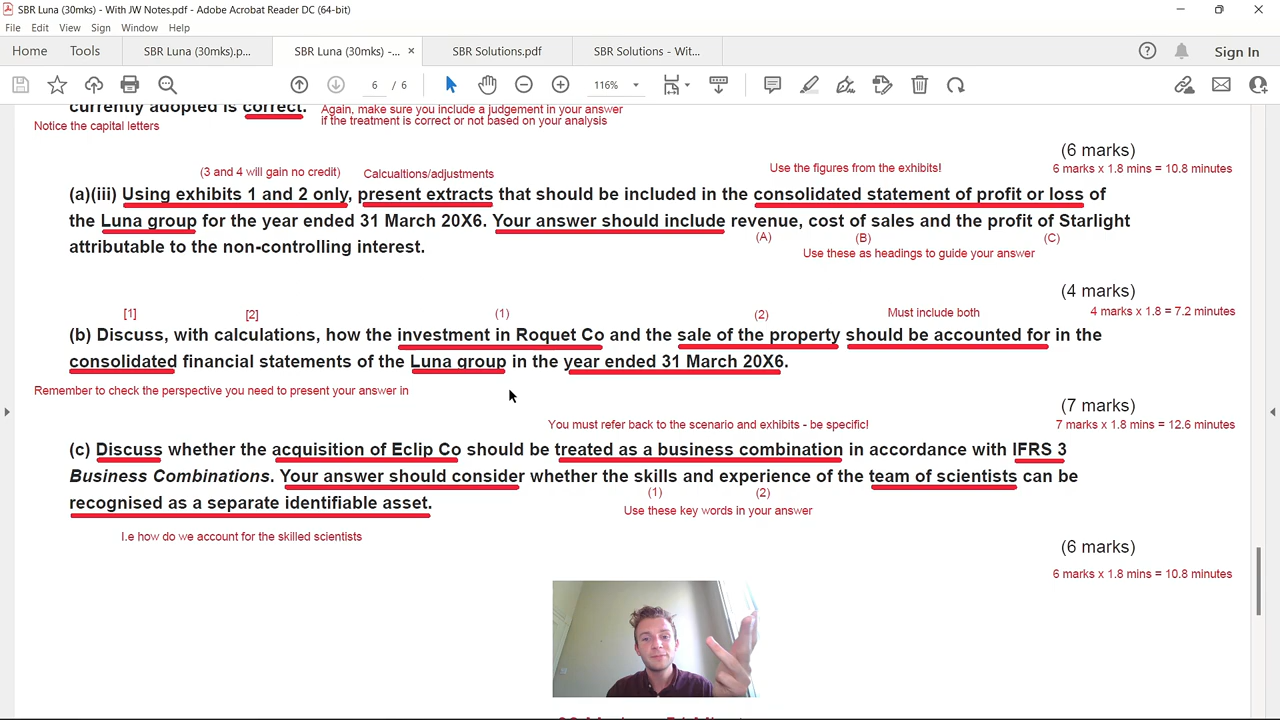 SBR Luna (30mks) - With JW Notes.pdf - Adobe Acrobat Reader DC (64-bit)
File Edit View Sign Window Help
Home Tools SBR Luna (30mks).p... SBR Luna (30mks) -... × SBR Solutions.pdf SBR Solutions - Wit... Sign In
6 / 6 116%
currently adopted is correct. Again, make sure you include a judgement in your answer
Notice the capital letters if the treatment is correct or not based on your analysis
(6 marks)
(3 and 4 will gain no credit) Calcualtions/adjustments Use the figures from the exhibits! 6 marks x 1.8 mins = 10.8 minutes
(a)(iii) Using exhibits 1 and 2 only, present extracts that should be included in the consolidated statement of profit or loss of
the Luna group for the year ended 31 March 20X6. Your answer should include revenue, cost of sales and the profit of Starlight
(A) (B) (C)
attributable to the non-controlling interest. Use these as headings to guide your answer
(4 marks)
[1] [2] (1) (2) Must include both 4 marks x 1.8 = 7.2 minutes
(b) Discuss, with calculations, how the investment in Roquet Co and the sale of the property should be accounted for in the
consolidated financial statements of the Luna group in the year ended 31 March 20X6.
Remember to check the perspective you need to present your answer in
(7 marks)
You must refer back to the scenario and exhibits - be specific! 7 marks x 1.8 mins = 12.6 minutes
(c) Discuss whether the acquisition of Eclip Co should be treated as a business combination in accordance with IFRS 3
Business Combinations. Your answer should consider whether the skills and experience of the team of scientists can be
(1) (2)
recognised as a separate identifiable asset. Use these key words in your answer
I.e how do we account for the skilled scientists
(6 marks)
6 marks x 1.8 mins = 10.8 minutes